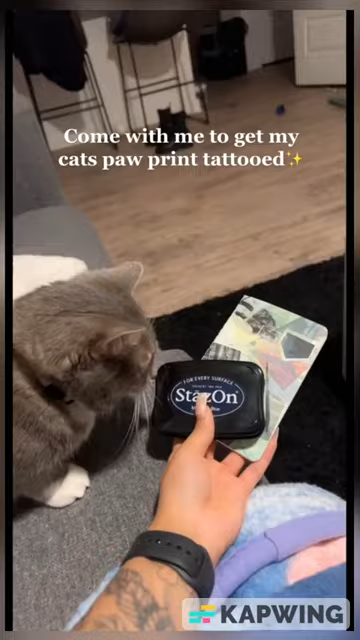 Come with me to get my
cats paw print tattooed✨
FOR EVERY SURFACE
StazOn
KAPWING